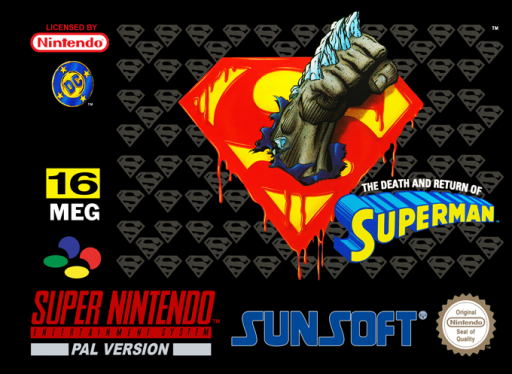 LICENSED BY
Nintendo
TM
DC
TM
16
MEG
THE DEATH AND RETURN OF
SUPERMAN
SUPER NINTENDO
ENTERTAINMENT SYSTEM
PAL VERSION
SUNSOFT®
Original
Nintendo
Seal of
Quality